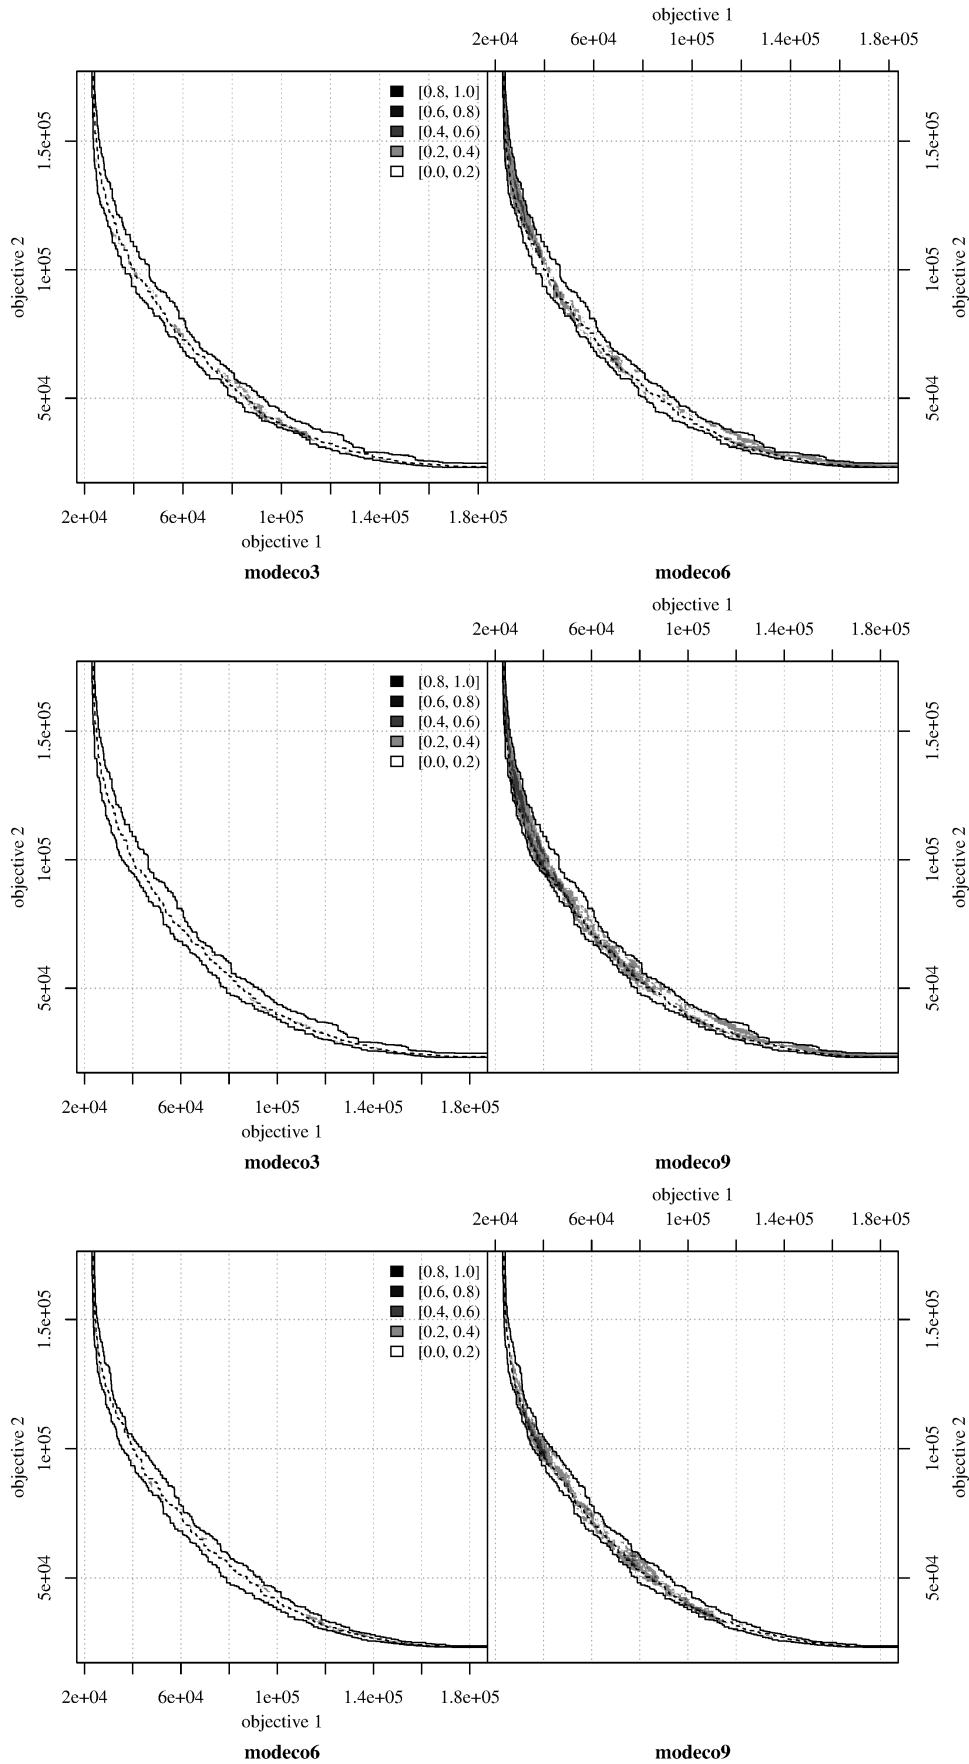 objective 1
2e+04 6e+04 1e+05 1.4e+05 1.8e+05
[0.8, 1.0]
[0.6, 0.8)
[0.4, 0.6)
[0.2, 0.4)
[0.0, 0.2)
objective 2
5e+04 1e+05 1.5e+05
5e+04 1e+05 1.5e+05
objective 2
2e+04 6e+04 1e+05 1.4e+05 1.8e+05
objective 1
modeco3 modeco6
objective 1
2e+04 6e+04 1e+05 1.4e+05 1.8e+05
[0.8, 1.0]
[0.6, 0.8)
[0.4, 0.6)
[0.2, 0.4)
[0.0, 0.2)
objective 2
5e+04 1e+05 1.5e+05
5e+04 1e+05 1.5e+05
objective 2
2e+04 6e+04 1e+05 1.4e+05 1.8e+05
objective 1
modeco3 modeco9
objective 1
2e+04 6e+04 1e+05 1.4e+05 1.8e+05
[0.8, 1.0]
[0.6, 0.8)
[0.4, 0.6)
[0.2, 0.4)
[0.0, 0.2)
objective 2
5e+04 1e+05 1.5e+05
5e+04 1e+05 1.5e+05
objective 2
2e+04 6e+04 1e+05 1.4e+05 1.8e+05
objective 1
modeco6 modeco9